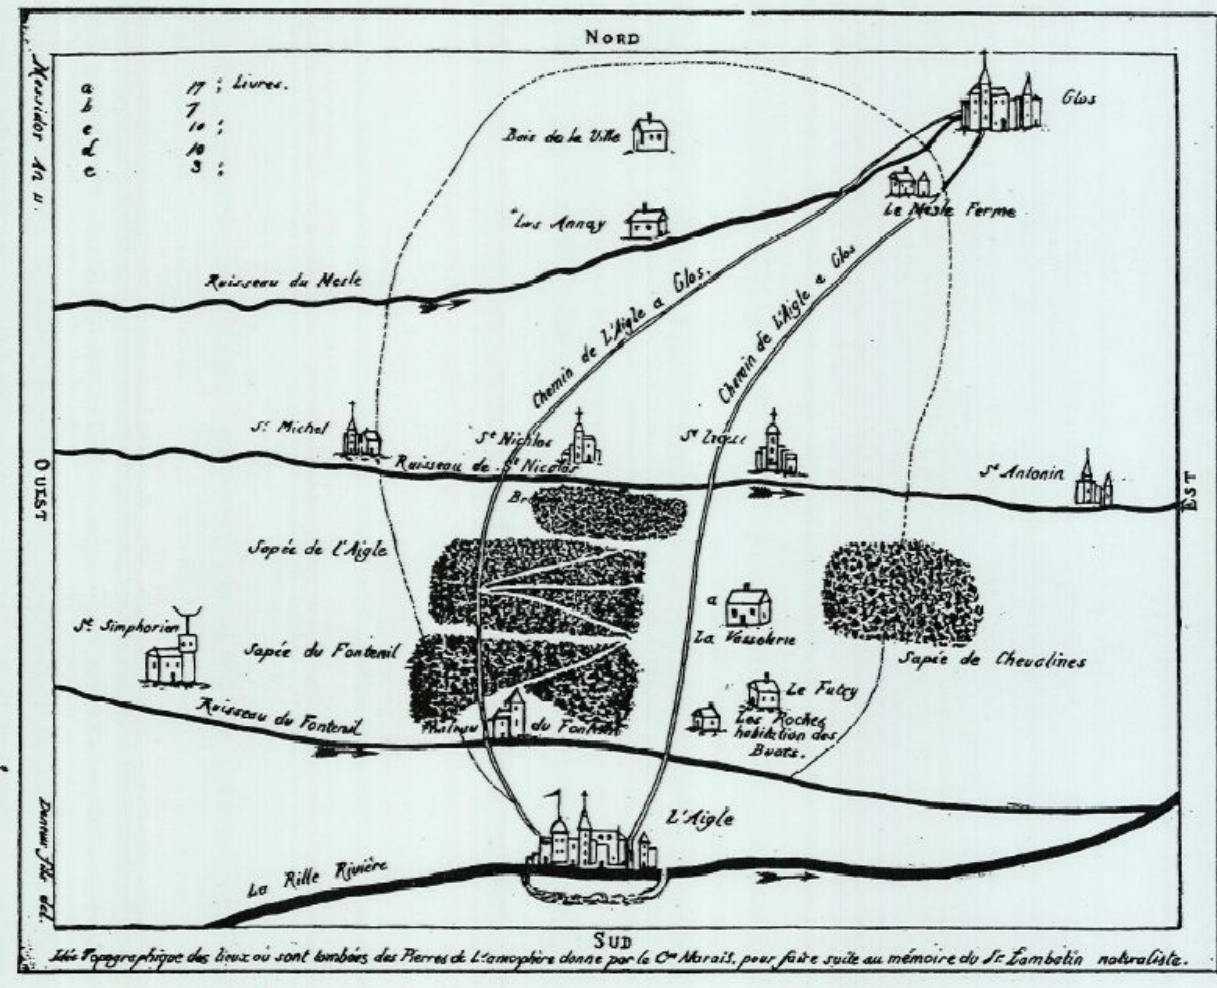 NORD
Messidor An 11.
a 17 ; Livres.
b 7
e 10 ;
d 10
e 3 ;
Glos
Bois de la Ville
Le Mesle Ferme
Les Annay
Ruisseau du Mesle
Chemin de L'Aigle a Glos.
Chemin de L'Aigle a Glos
St Michel
St Nicolas
Ruisseau de St Nicolas
St Antonin
OUEST
EST
Sapée de l'Aigle
a
La Vassolerie
St Simphorien
Sapée du Fontenil
Sapée de Chevalines
Le Futey
Les Roches
habitation des
Buats.
Ruisseau du Fontenil
du Fontenil
L'Aigle
La Rille Rivière
fils del.
SUD
Idée Topographique des lieux où sont tombées des Pierres de L'atmosphère donne par le Cen Marais, pour faire suite au mémoire du Sr Lambotin naturaliste.